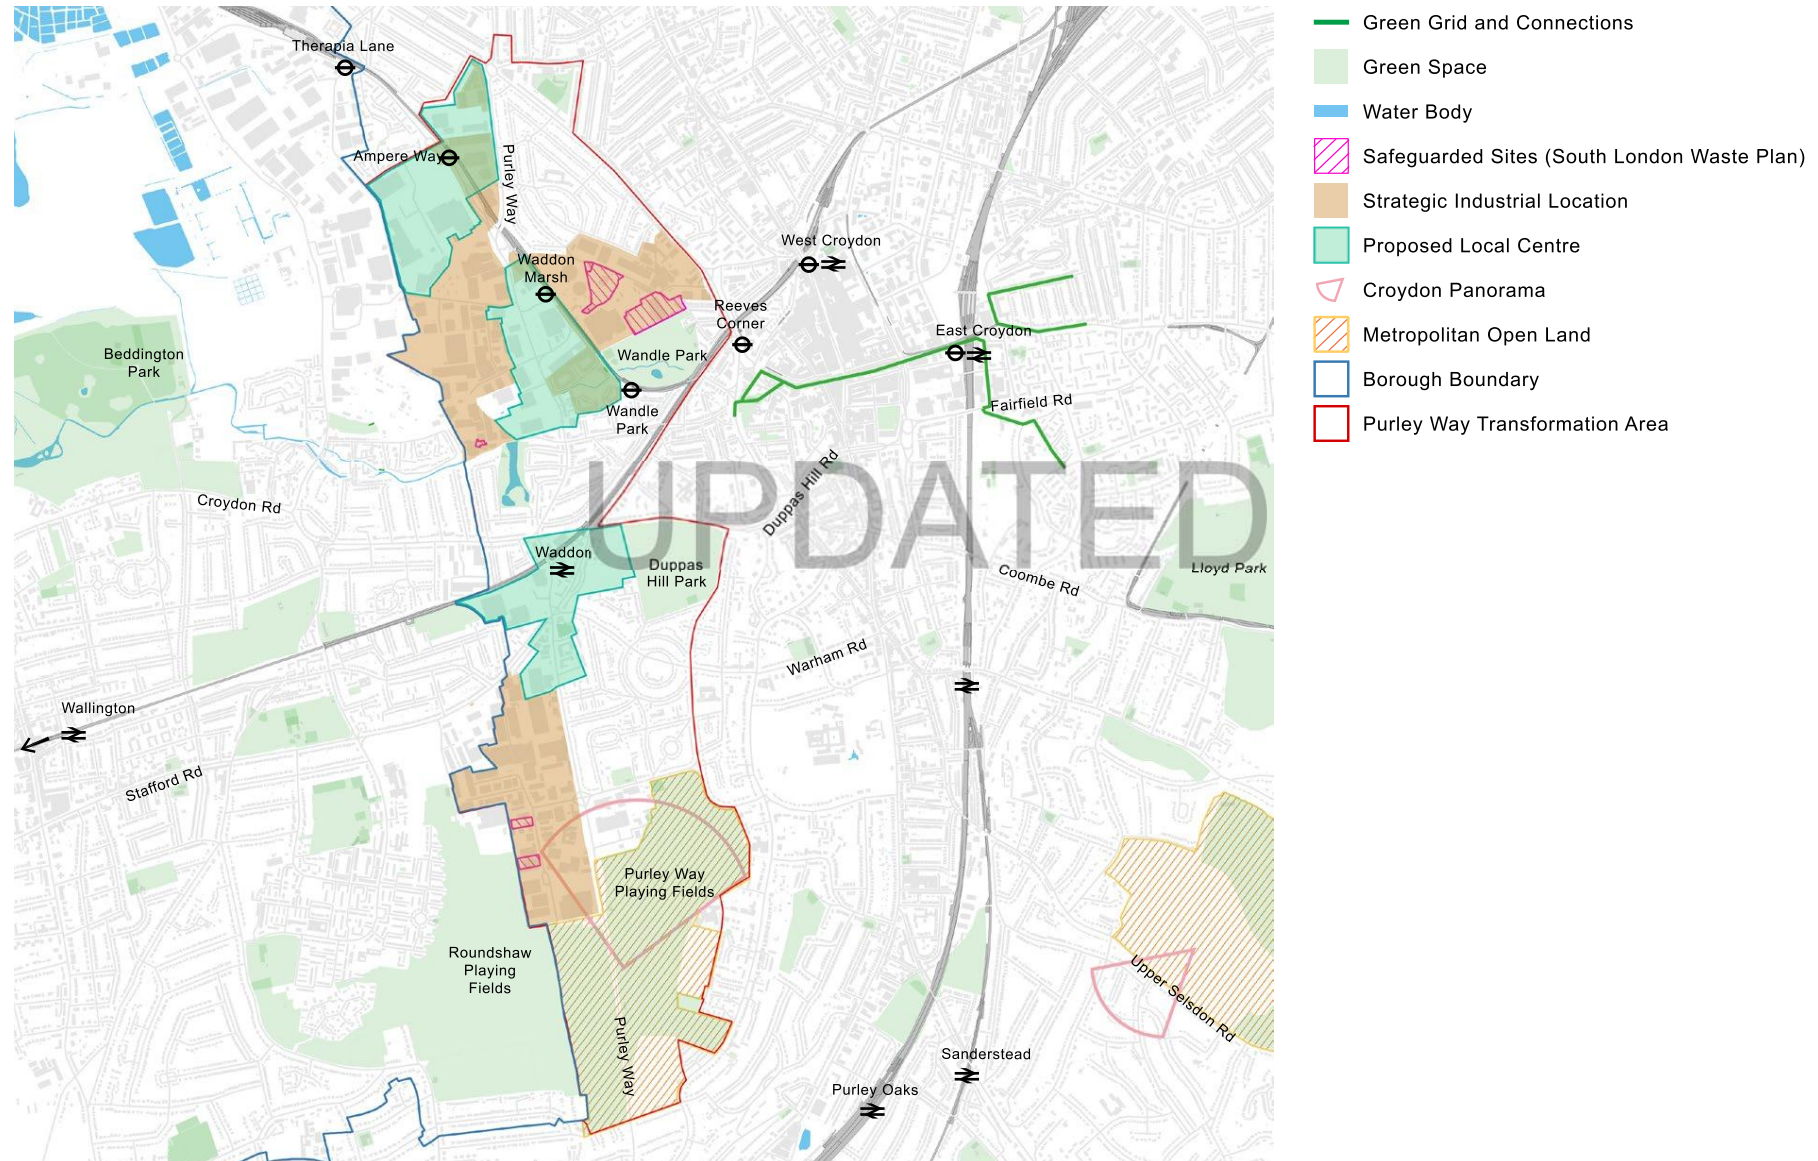 Green Grid and Connections
Green Space
Water Body
Safeguarded Sites (South London Waste Plan)
Strategic Industrial Location
Proposed Local Centre
Croydon Panorama
Metropolitan Open Land
Borough Boundary
Purley Way Transformation Area
Therapia Lane
Ampere Way
Purley Way
West Croydon
Waddon
Marsh
Reeves
Corner
East Croydon
Beddington
Park
Wandle Park
Wandle
Park
Fairfield Rd
Croydon Rd
Duppas Hill Rd
UPDATED
Waddon
Duppas
Hill Park
Coombe Rd
Lloyd Park
Warham Rd
Wallington
Stafford Rd
Purley Way
Playing Fields
Roundshaw
Playing
Fields
Upper Selsdon Rd
Purley Way
Sanderstead
Purley Oaks